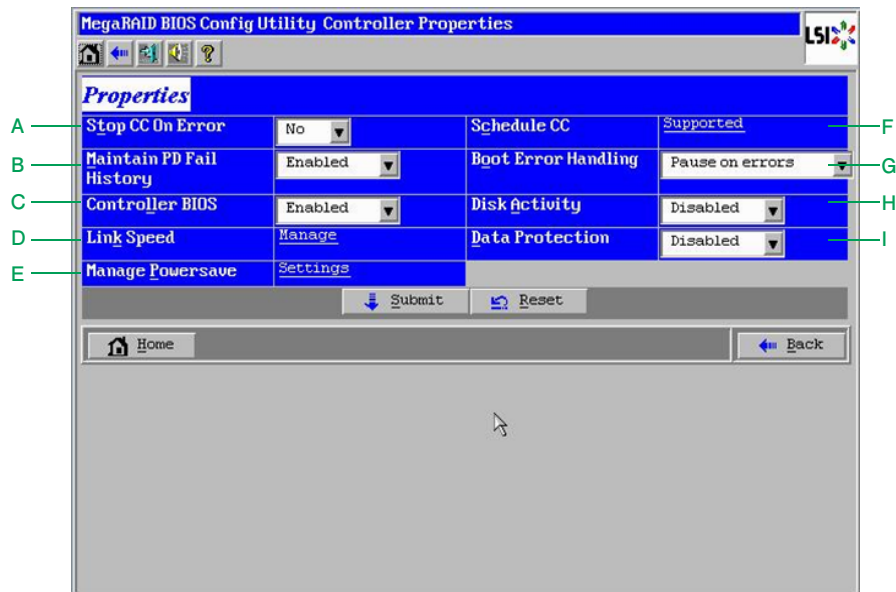 MegaRAID BIOS Config Utility Controller Properties
LSI
Properties
A Stop CC On Error No Schedule CC Supported F
B Maintain PD Fail History Enabled Boot Error Handling Pause on errors G
C Controller BIOS Enabled Disk Activity Disabled H
D Link Speed Manage Data Protection Disabled I
E Manage Powersave Settings
Submit Reset
Home Back